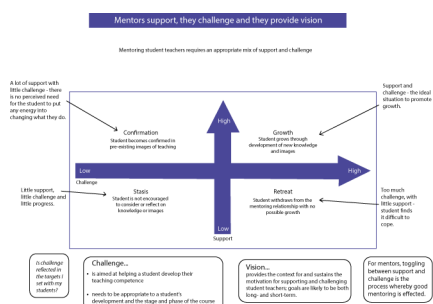 Mentors support, they challenge and they provide vision
Mentoring student teachers requires an appropriate mix of support and challenge
A lot of support with
little challenge - there
is no perceived need
for the student to put
any energy into
changing what they do.
Support and
challenge - the ideal
situation to promote
growth.
High
Confirmation
Student becomes confirmed in
pre-existing images of teaching
Growth
Student grows through
development of new knowledge
and images
Low
High
Challenge
Little support,
little challenge and
little progress.
Stasis
Student is not encouraged
to consider or reflect on
knowledge or images
Retreat
Student withdraws from the
mentoring relationship with no
possible growth
Too much
challenge, with
little support -
student finds
it difficult to
cope.
Low
Support
Is challenge
reflected in
the targets I
set with my
students?
Challenge...
• is aimed at helping a student develop their
teaching competence
• needs to be appropriate to a student's
development and the stage and phase of the course
Vision...
provides the context for and sustains the
motivation for supporting and challenging
student teachers; goals are likely to be both
long- and short-term.
For mentors, toggling
between support and
challenge is the
process whereby good
mentoring is effected.